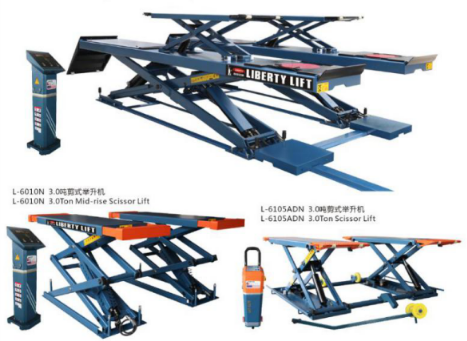 LIBERTY LIFT
L-6010N 3.0吨剪式举升机
L-6010N 3.0Ton Mid-rise Scissor Lift
L-6105ADN 3.0吨剪式举升机
L-6105ADN 3.0Ton Scissor Lift
LIBERTY LIFT